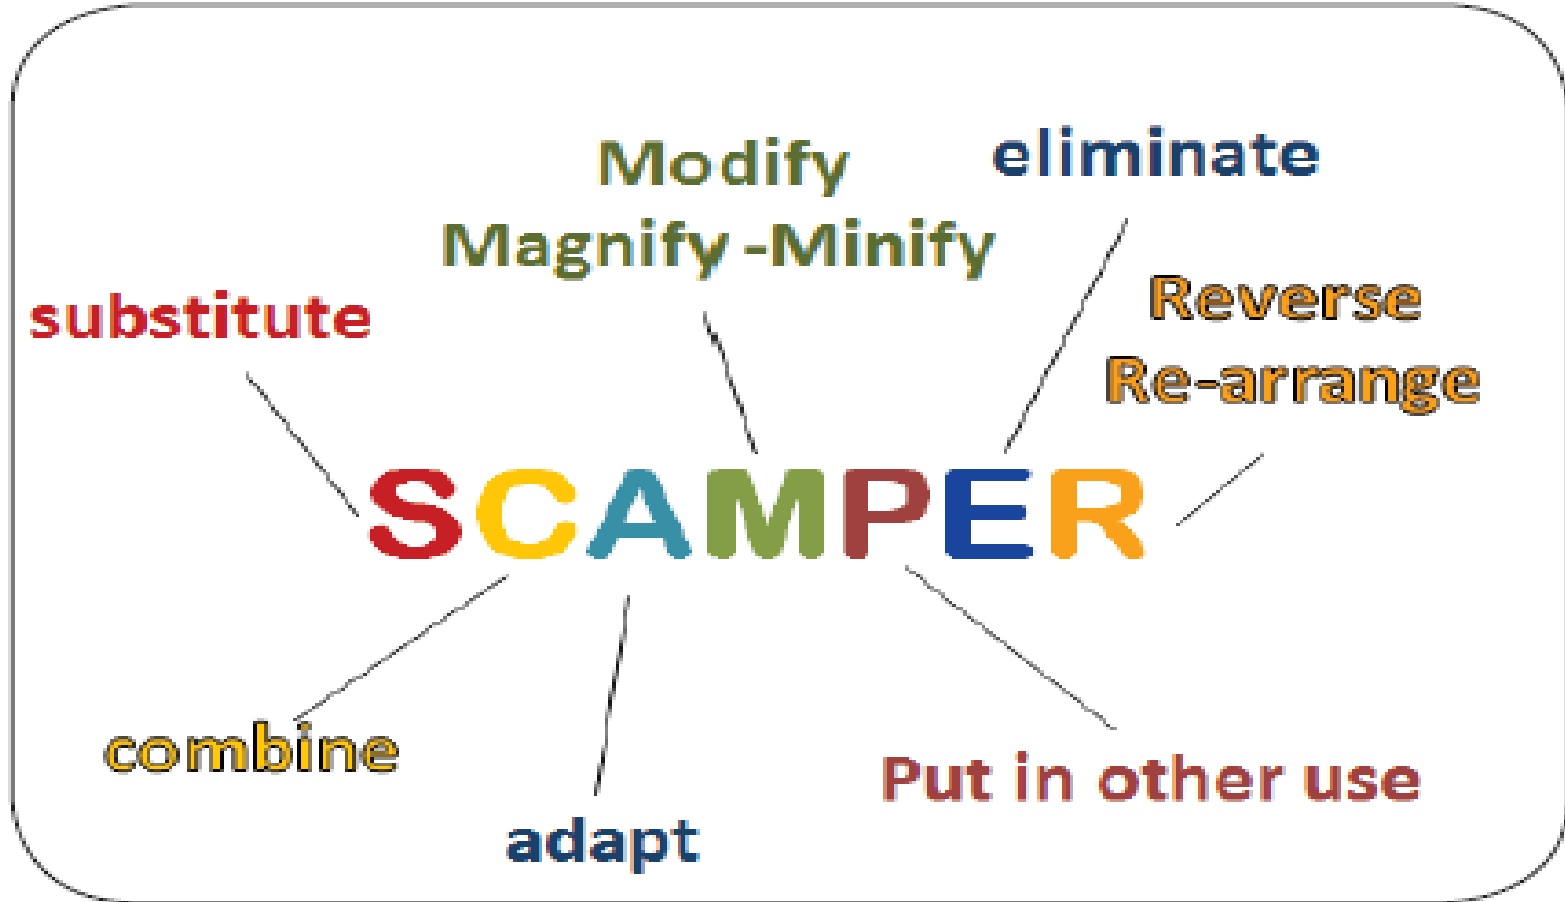 Modify
Magnify -Minify
eliminate
substitute
Reverse
Re-arrange
SCAMPER
combine
adapt
Put in other use